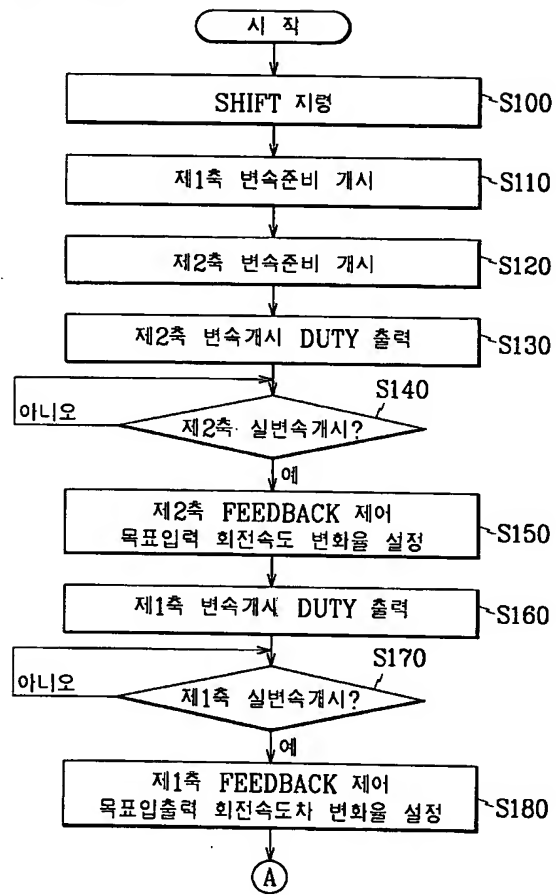 시 작
SHIFT 지령
S100
제1축 변속준비 개시
S110
제2축 변속준비 개시
S120
제2축 변속개시 DUTY 출력
S130
S140
아니오
제2축 실변속개시?
예
제2축 FEEDBACK 제어
목표입력 회전속도 변화율 설정
S150
제1축 변속개시 DUTY 출력
S160
S170
아니오
제1축 실변속개시?
예
제1축 FEEDBACK 제어
목표입출력 회전속도차 변화율 설정
S180
A